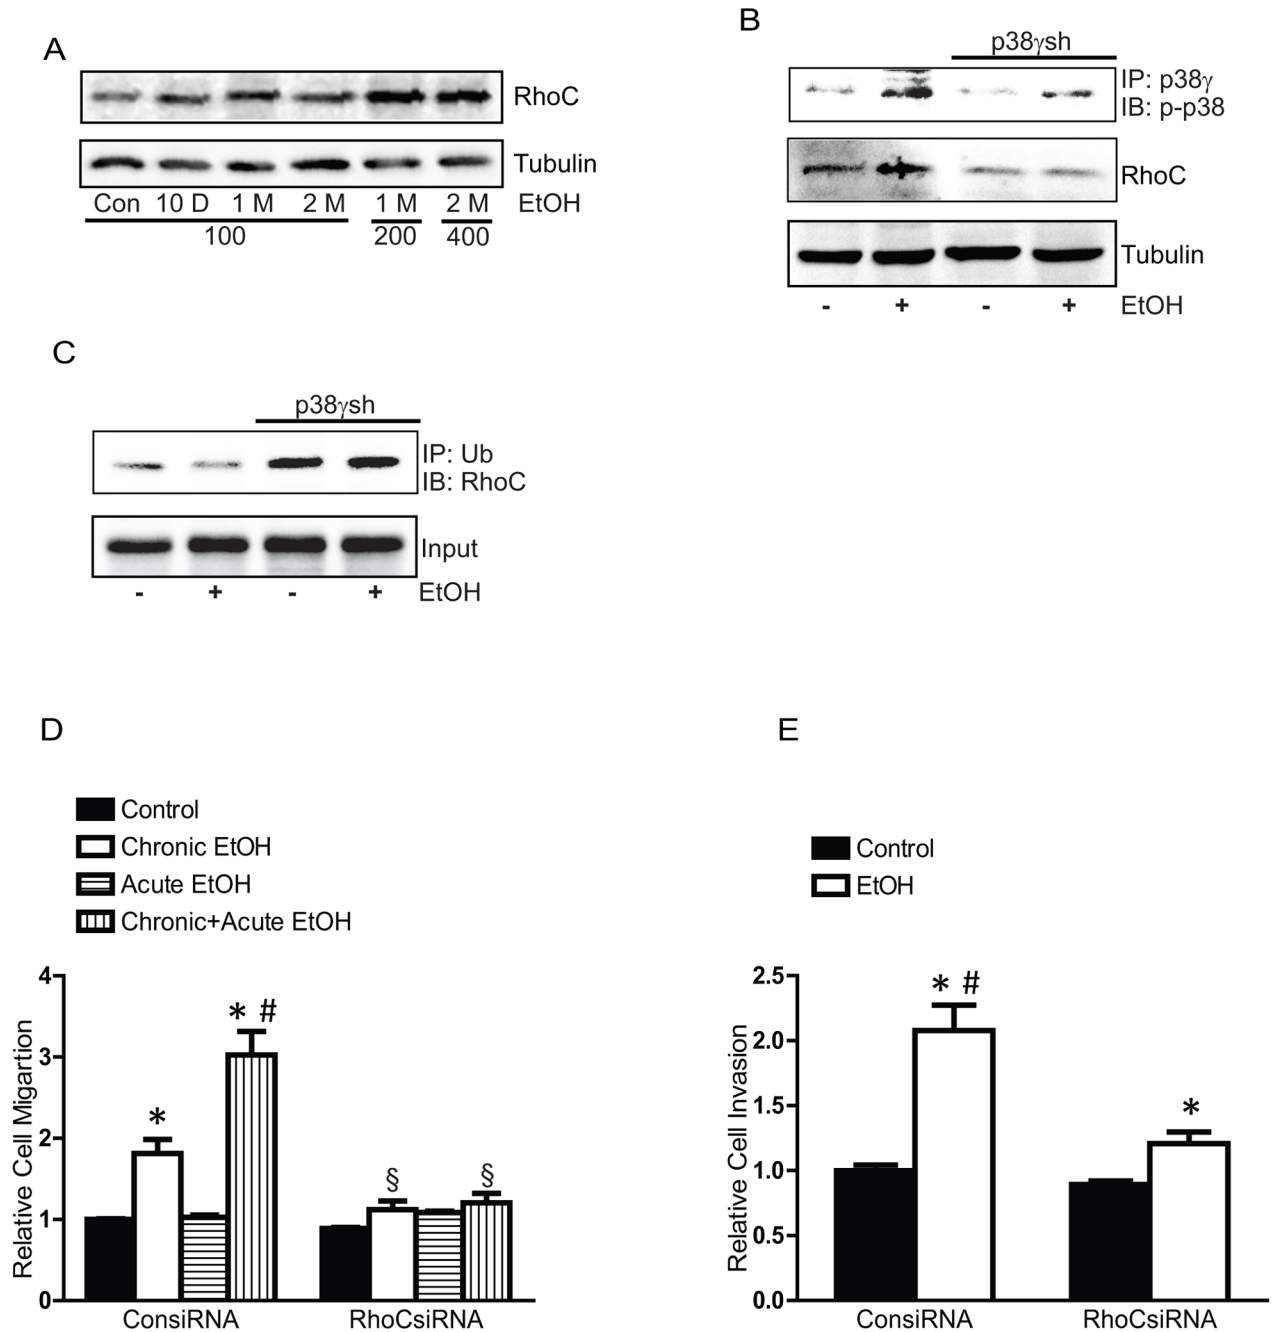 A
RhoC
Tubulin
Con 10 D 1 M 2 M 1 M 2 M EtOH
100 200 400
B
p38γsh
IP: p38γ
IB: p-p38
RhoC
Tubulin
- + - + EtOH
C
p38γsh
IP: Ub
IB: RhoC
Input
- + - + EtOH
D
Control
Chronic EtOH
Acute EtOH
Chronic+Acute EtOH
Relative Cell Migartion
4
3
2
1
0
*
* #
§
§
ConsiRNA RhoCsiRNA
E
Control
EtOH
Relative Cell Invasion
2.5
2.0
1.5
1.0
0.5
0.0
* #
*
ConsiRNA RhoCsiRNA